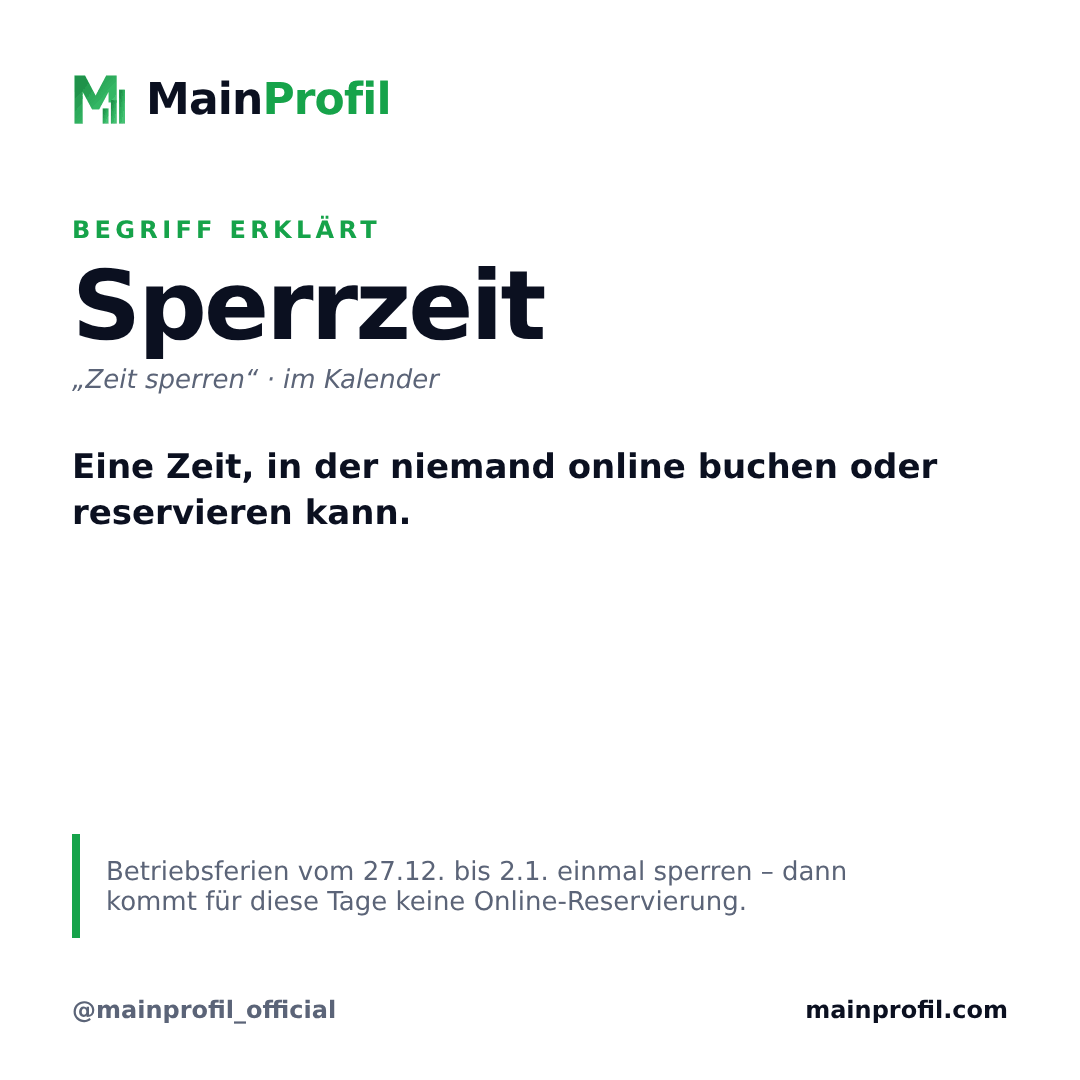 MainProfil
BEGRIFF ERKLÄRT
Sperrzeit
„Zeit sperren“ · im Kalender
Eine Zeit, in der niemand online buchen oder
reservieren kann.
Betriebsferien vom 27.12. bis 2.1. einmal sperren – dann
kommt für diese Tage keine Online-Reservierung.
@mainprofil_official
mainprofil.com